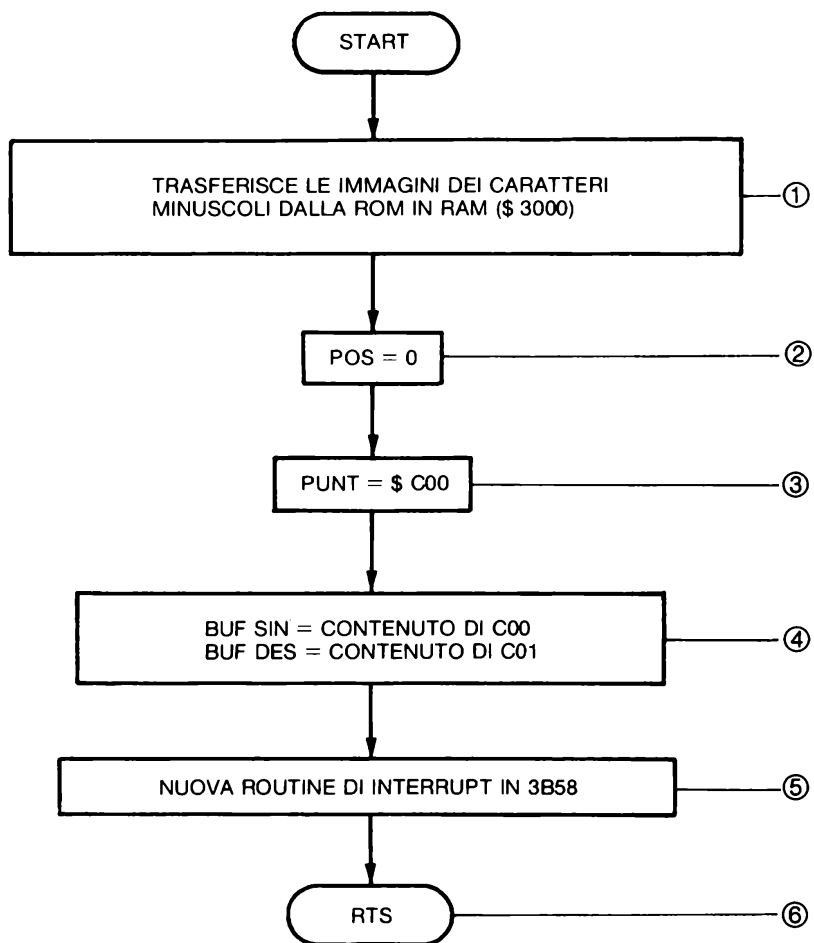 START
TRASFERISCE LE IMMAGINI DEI CARATTERI
MINUSCOLI DALLA ROM IN RAM ($ 3000)
①
POS = 0
②
PUNT = $ C00
③
BUF SIN = CONTENUTO DI C00
BUF DES = CONTENUTO DI C01
④
NUOVA ROUTINE DI INTERRUPT IN 3B58
⑤
RTS
⑥